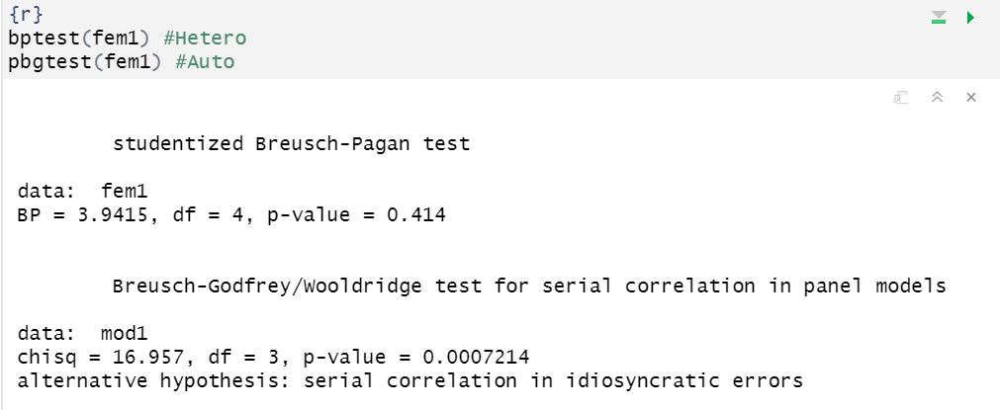 {r}
bptest(fem1) #Hetero
pbgtest(fem1) #Auto
studentized Breusch-Pagan test
data:  fem1
BP = 3.9415, df = 4, p-value = 0.414
Breusch-Godfrey/Wooldridge test for serial correlation in panel models
data:  mod1
chisq = 16.957, df = 3, p-value = 0.0007214
alternative hypothesis: serial correlation in idiosyncratic errors